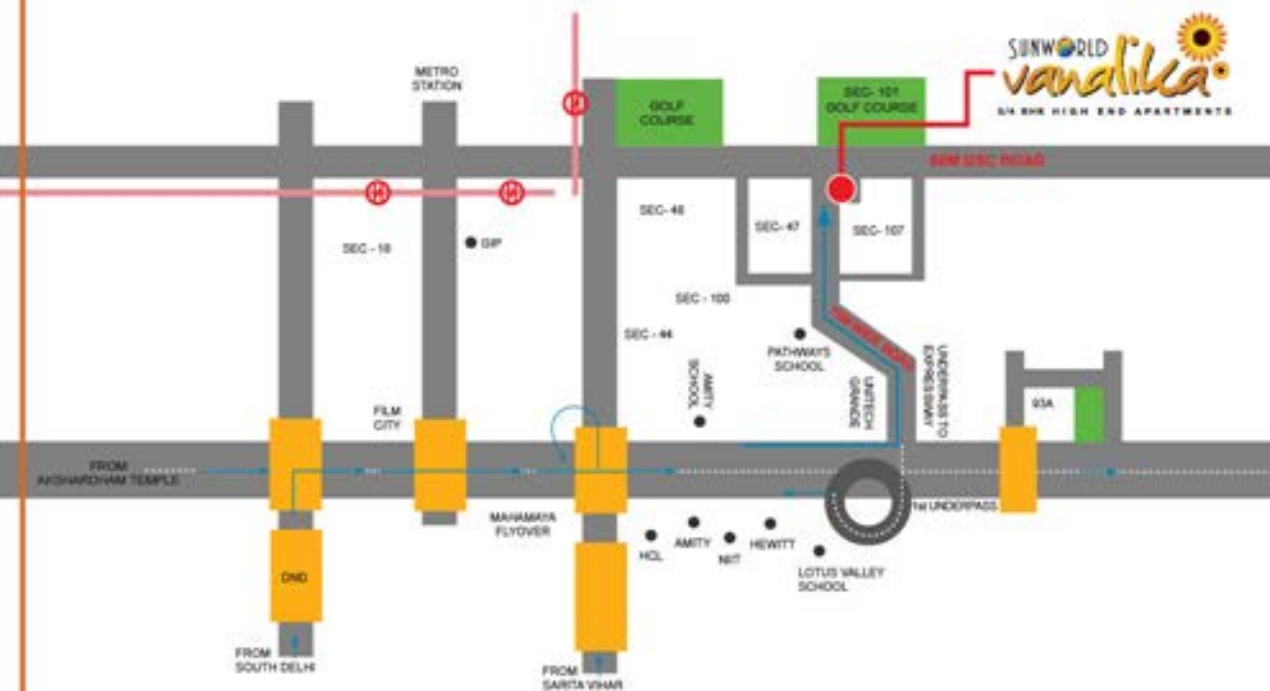 SUNWORLD
vanalika
3/4 BHK HIGH END APARTMENTS
METRO
STATION
GOLF
COURSE
SEC- 101
GOLF COURSE
SEC - 18
GIP
SEC- 47
SEC- 107
SEC - 100
SEC - 44
PATHWAYS
SCHOOL
AMITY
SCHOOL
UNITECH
GRANDE
UNDERPASS TO
EXPRESSWAY
93A
FILM
CITY
FROM
AKSHARDHAM TEMPLE
MAHAMAYA
FLYOVER
1st UNDERPASS
HCL
AMITY
NIIT
HEWITT
LOTUS VALLEY
SCHOOL
DND
FROM
SOUTH DELHI
FROM
SARITA VIHAR